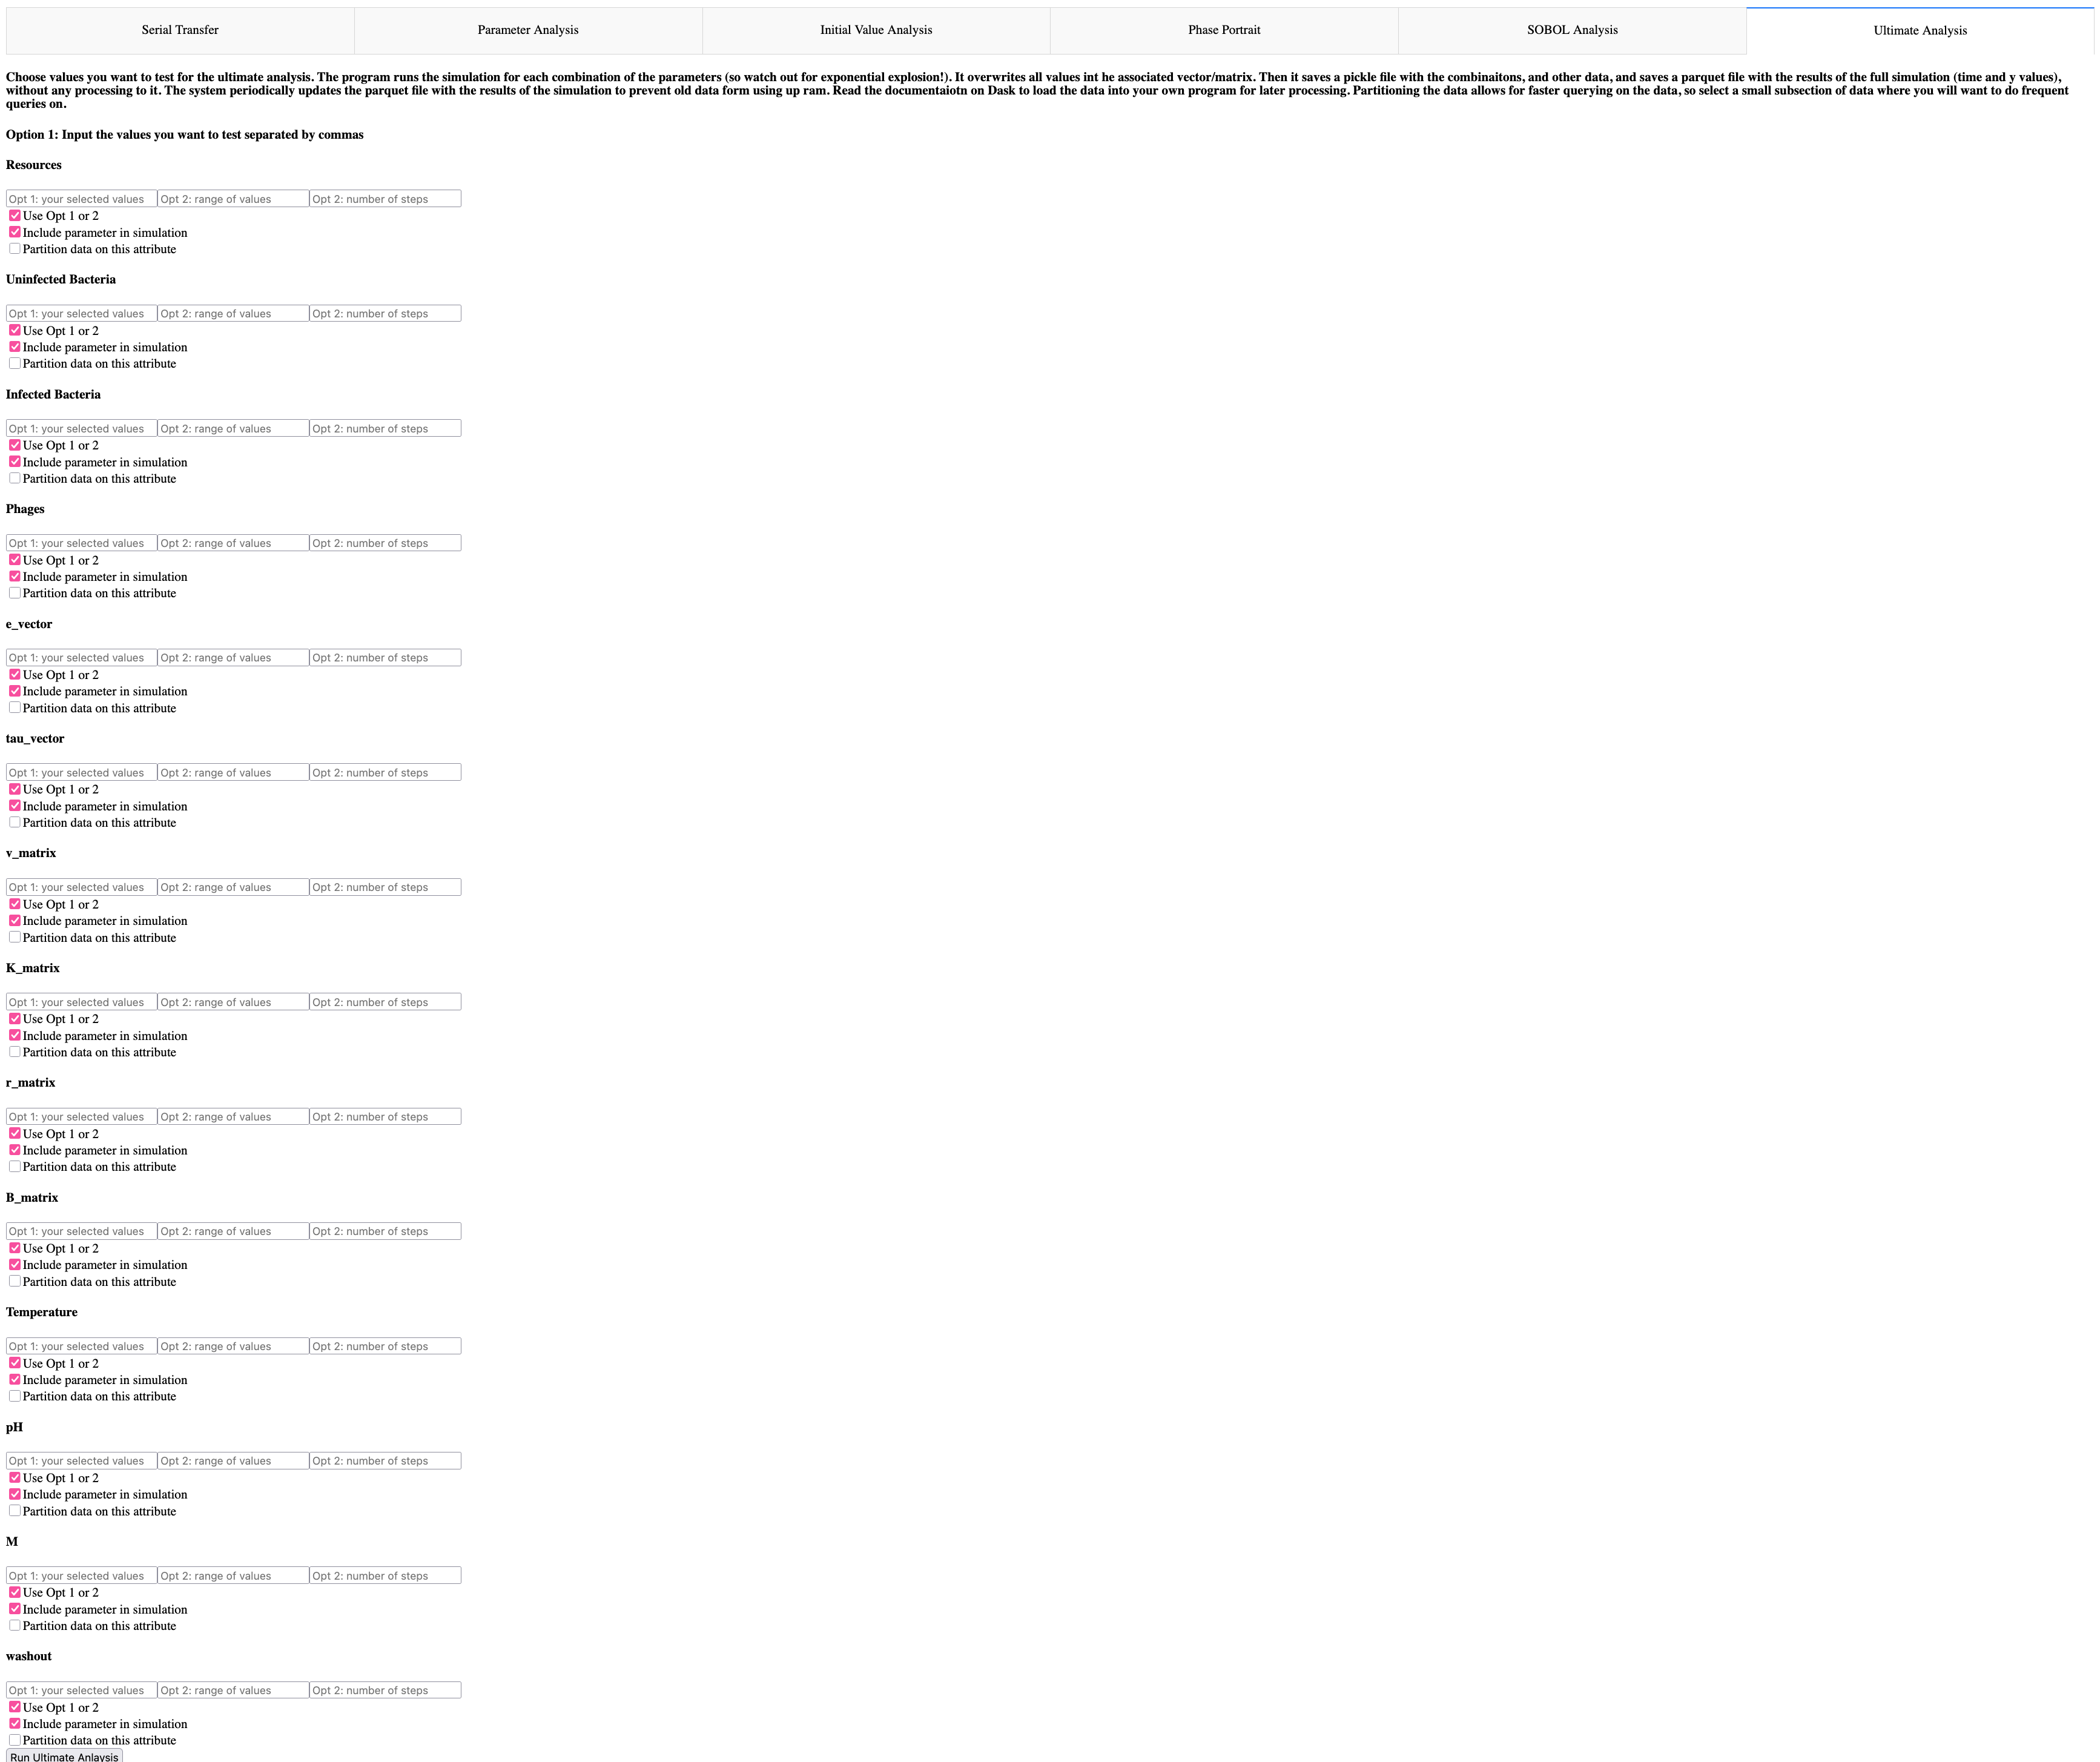 Serial Transfer
Parameter Analysis
Initial Value Analysis
Phase Portrait
SOBOL Analysis
Ultimate Analysis
Choose values you want to test for the ultimate analysis. The program runs the simulation for each combination of the parameters (so watch out for exponential explosion!). It overwrites all values int he associated vector/matrix. Then it saves a pickle file with the combinaitons, and other data, and saves a parquet file with the results of the full simulation (time and y values),
without any processing to it. The system periodically updates the parquet file with the results of the simulation to prevent old data form using up ram. Read the documentaiotn on Dask to load the data into your own program for later processing. Partitioning the data allows for faster querying on the data, so select a small subsection of data where you will want to do frequent
queries on.
Option 1: Input the values you want to test separated by commas
Resources
Opt 1: your selected values Opt 2: range of values Opt 2: number of steps
Use Opt 1 or 2
Include parameter in simulation
Partition data on this attribute
Uninfected Bacteria
Opt 1: your selected values Opt 2: range of values Opt 2: number of steps
Use Opt 1 or 2
Include parameter in simulation
Partition data on this attribute
Infected Bacteria
Opt 1: your selected values Opt 2: range of values Opt 2: number of steps
Use Opt 1 or 2
Include parameter in simulation
Partition data on this attribute
Phages
Opt 1: your selected values Opt 2: range of values Opt 2: number of steps
Use Opt 1 or 2
Include parameter in simulation
Partition data on this attribute
e_vector
Opt 1: your selected values Opt 2: range of values Opt 2: number of steps
Use Opt 1 or 2
Include parameter in simulation
Partition data on this attribute
tau_vector
Opt 1: your selected values Opt 2: range of values Opt 2: number of steps
Use Opt 1 or 2
Include parameter in simulation
Partition data on this attribute
v_matrix
Opt 1: your selected values Opt 2: range of values Opt 2: number of steps
Use Opt 1 or 2
Include parameter in simulation
Partition data on this attribute
K_matrix
Opt 1: your selected values Opt 2: range of values Opt 2: number of steps
Use Opt 1 or 2
Include parameter in simulation
Partition data on this attribute
r_matrix
Opt 1: your selected values Opt 2: range of values Opt 2: number of steps
Use Opt 1 or 2
Include parameter in simulation
Partition data on this attribute
B_matrix
Opt 1: your selected values Opt 2: range of values Opt 2: number of steps
Use Opt 1 or 2
Include parameter in simulation
Partition data on this attribute
Temperature
Opt 1: your selected values Opt 2: range of values Opt 2: number of steps
Use Opt 1 or 2
Include parameter in simulation
Partition data on this attribute
pH
Opt 1: your selected values Opt 2: range of values Opt 2: number of steps
Use Opt 1 or 2
Include parameter in simulation
Partition data on this attribute
M
Opt 1: your selected values Opt 2: range of values Opt 2: number of steps
Use Opt 1 or 2
Include parameter in simulation
Partition data on this attribute
washout
Opt 1: your selected values Opt 2: range of values Opt 2: number of steps
Use Opt 1 or 2
Include parameter in simulation
Partition data on this attribute
Run Ultimate Anlaysis